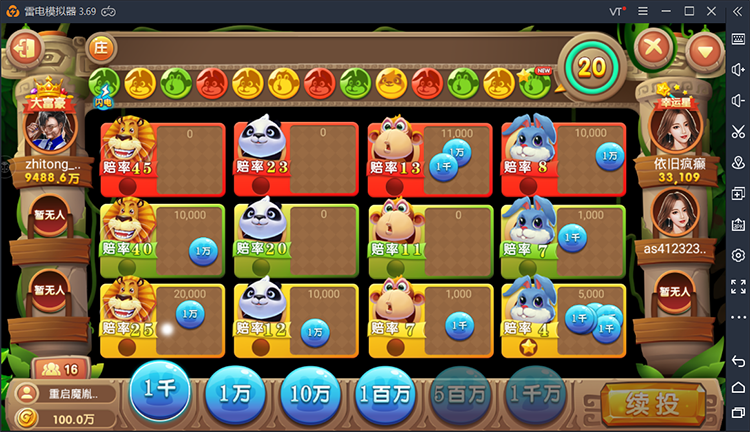 雷电模拟器 3.69
VT
庄
NEW
20
闪电
大富豪
zhitong_..
9488.6万
暂无人
暂无人
幸运星
依旧疯癫
33,109
as412323..
暂无人
赔率45
0
赔率23
0
赔率13
11,000
1万
1千
赔率 8
10,000
1万
赔率40
10,000
1万
赔率20
0
赔率11
0
赔率 7
1,000
1千
赔率25
20,000
1万
赔率12
10,000
1万
赔率 7
1,000
1千
赔率 4
5,000
1千
1千
16
重启魔胤..
100.0万
1千
1万
10万
1百万
5百万
1千万
续投